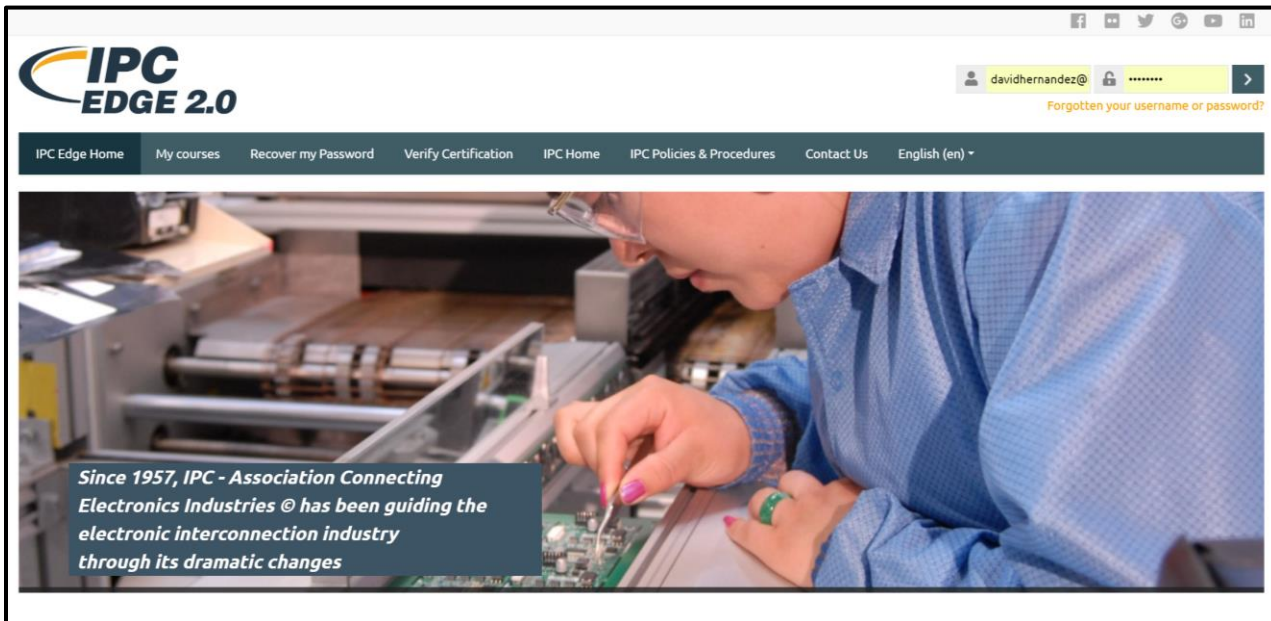 IPC
EDGE 2.0
davidhernandez@
••••••••
Forgotten your username or password?
IPC Edge Home My courses Recover my Password Verify Certification IPC Home IPC Policies & Procedures Contact Us English (en)
Since 1957, IPC - Association Connecting
Electronics Industries © has been guiding the
electronic interconnection industry
through its dramatic changes